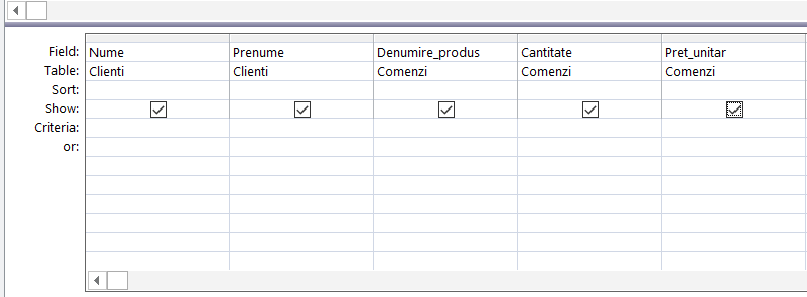 Field: Nume Prenume Denumire_produs Cantitate Pret_unitar
Table: Clienti Clienti Comenzi Comenzi Comenzi
Sort:
Show:
Criteria:
or: